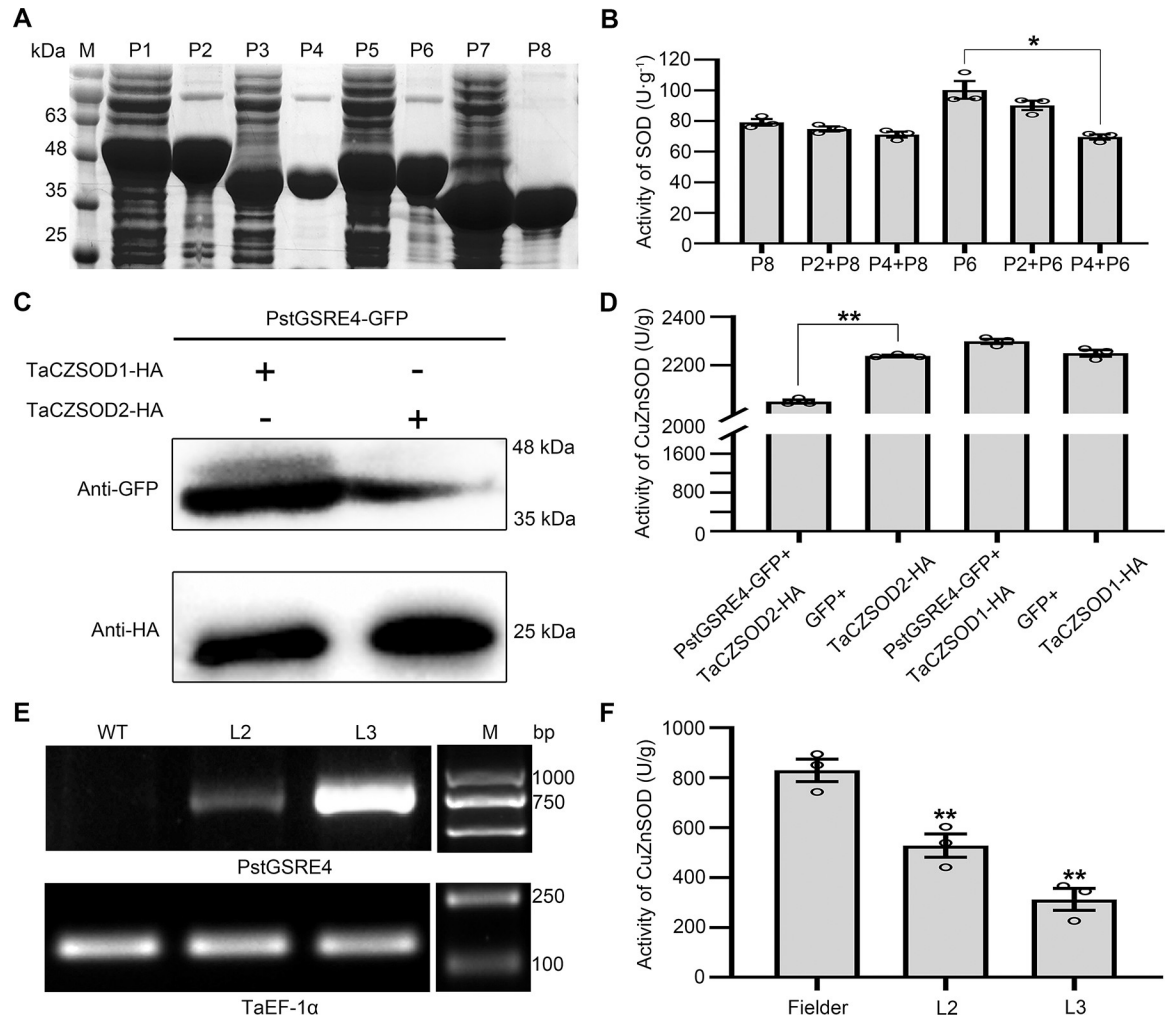 A
kDa M P1 P2 P3 P4 P5 P6 P7 P8
63
48
35
25
B
Activity of SOD (U·g⁻¹)
120
100
80
60
40
20
0
*
P8 P2+P8 P4+P8 P6 P2+P6 P4+P6
C
PstGSRE4-GFP
TaCZSOD1-HA + -
TaCZSOD2-HA - +
Anti-GFP
48 kDa
35 kDa
Anti-HA
25 kDa
D
Activity of CuZnSOD (U/g)
2400
2200
2000
1600
800
0
**
PstGSRE4-GFP+
TaCZSOD2-HA
GFP+
TaCZSOD2-HA
PstGSRE4-GFP+
TaCZSOD1-HA
GFP+
TaCZSOD1-HA
E
WT L2 L3 M bp
1000
750
PstGSRE4
250
100
TaEF-1α
F
Activity of CuZnSOD (U/g)
1000
800
600
400
200
0
**
**
Fielder L2 L3